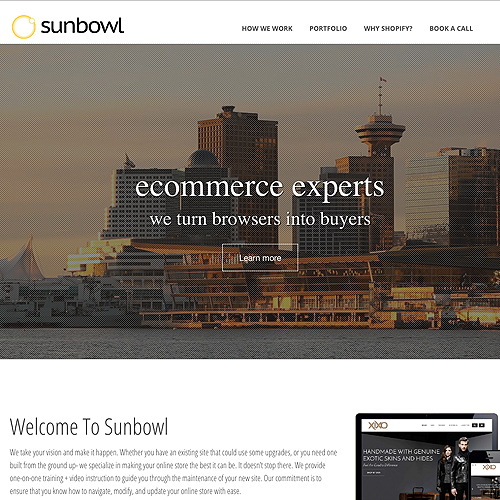 sunbowl
HOW WE WORK PORTFOLIO WHY SHOPIFY? BOOK A CALL
ecommerce experts
we turn browsers into buyers
Learn more
Welcome To Sunbowl
We take your vision and make it happen. Whether you have an existing site that could use some upgrades, or you need one
built from the ground up- we specialize in making your online store the best it can be. It doesn't stop there. We provide
one-on-one training + video instruction to guide you through the maintenance of your new site. Our commitment is to
ensure that you know how to navigate, modify, and update your online store with ease.
XXO
HANDMADE WITH GENUINE
EXOTIC SKINS AND HIDES